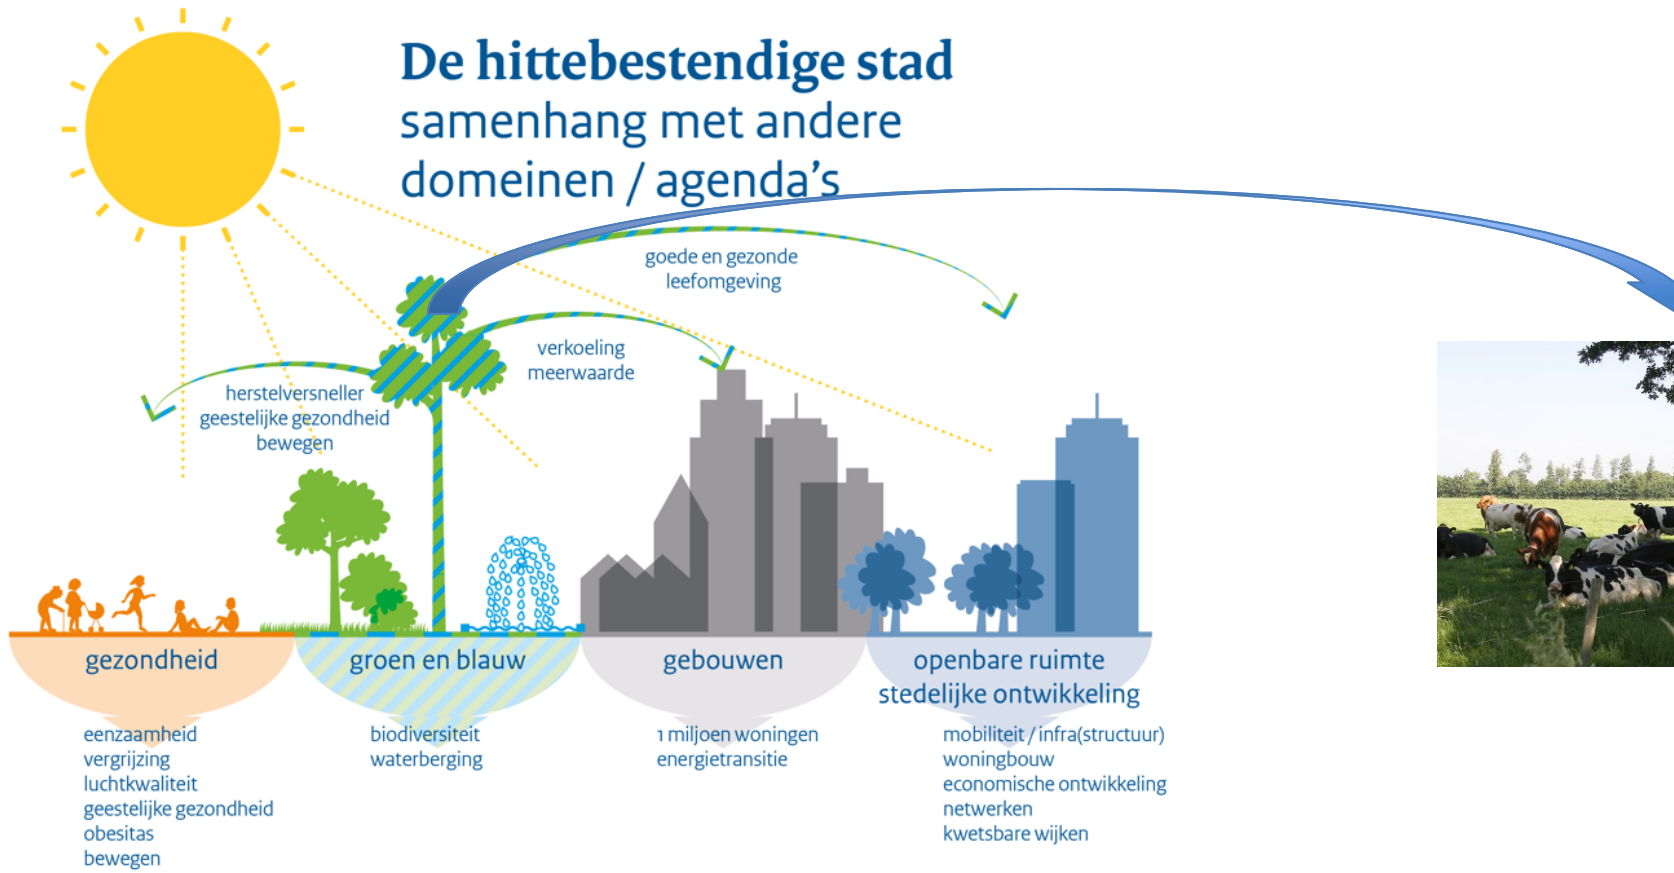 De hittebestendige stad
samenhang met andere
domeinen / agenda's
goede en gezonde
leefomgeving
verkoeling
meerwaarde
herstelversneller
geestelijke gezondheid
bewegen
gezondheid
eenzaamheid
vergrijzing
luchtkwaliteit
geestelijke gezondheid
obesitas
bewegen
groen en blauw
biodiversiteit
waterberging
gebouwen
1 miljoen woningen
energietransitie
openbare ruimte
stedelijke ontwikkeling
mobiliteit / infra(structuur)
woningbouw
economische ontwikkeling
netwerken
kwetsbare wijken